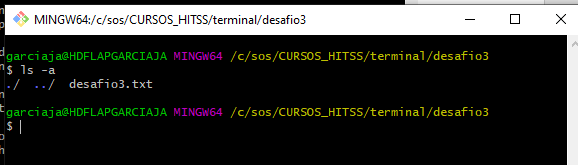 MINGW64:/c/sos/CURSOS_HITSS/terminal/desafio3
garciaja@HDFLAPGARCIAJA MINGW64 /c/sos/CURSOS_HITSS/terminal/desafio3
$ ls -a
./  ../  desafio3.txt
garciaja@HDFLAPGARCIAJA MINGW64 /c/sos/CURSOS_HITSS/terminal/desafio3
$